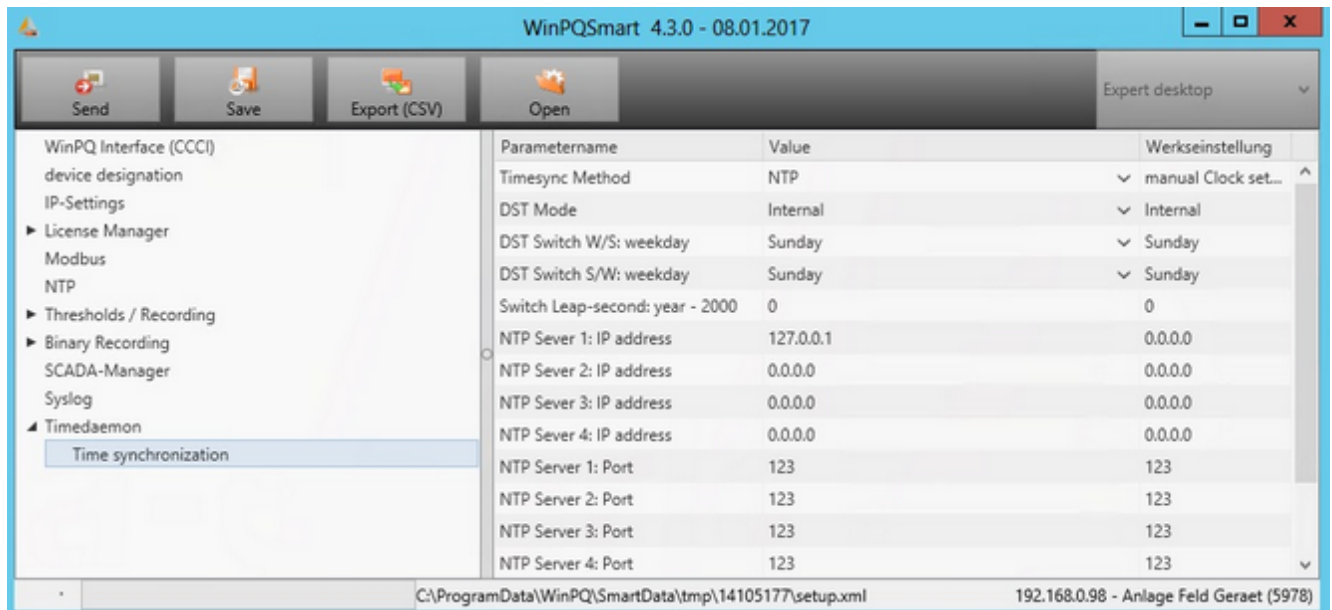 WinPQSmart 4.3.0 - 08.01.2017
Send Save Export (CSV) Open Expert desktop
WinPQ Interface (CCCI)
device designation
IP-Settings
License Manager
Modbus
NTP
Thresholds / Recording
Binary Recording
SCADA-Manager
Syslog
Timedaemon
Time synchronization
Parametername Value Werkseinstellung
Timesync Method NTP manual Clock set...
DST Mode Internal Internal
DST Switch W/S: weekday Sunday Sunday
DST Switch S/W: weekday Sunday Sunday
Switch Leap-second: year - 2000 0 0
NTP Sever 1: IP address 127.0.0.1 0.0.0.0
NTP Sever 2: IP address 0.0.0.0 0.0.0.0
NTP Sever 3: IP address 0.0.0.0 0.0.0.0
NTP Sever 4: IP address 0.0.0.0 0.0.0.0
NTP Server 1: Port 123 123
NTP Server 2: Port 123 123
NTP Server 3: Port 123 123
NTP Server 4: Port 123 123
C:\ProgramData\WinPQ\SmartData\tmp\14105177\setup.xml 192.168.0.98 - Anlage Feld Geraet (5978)